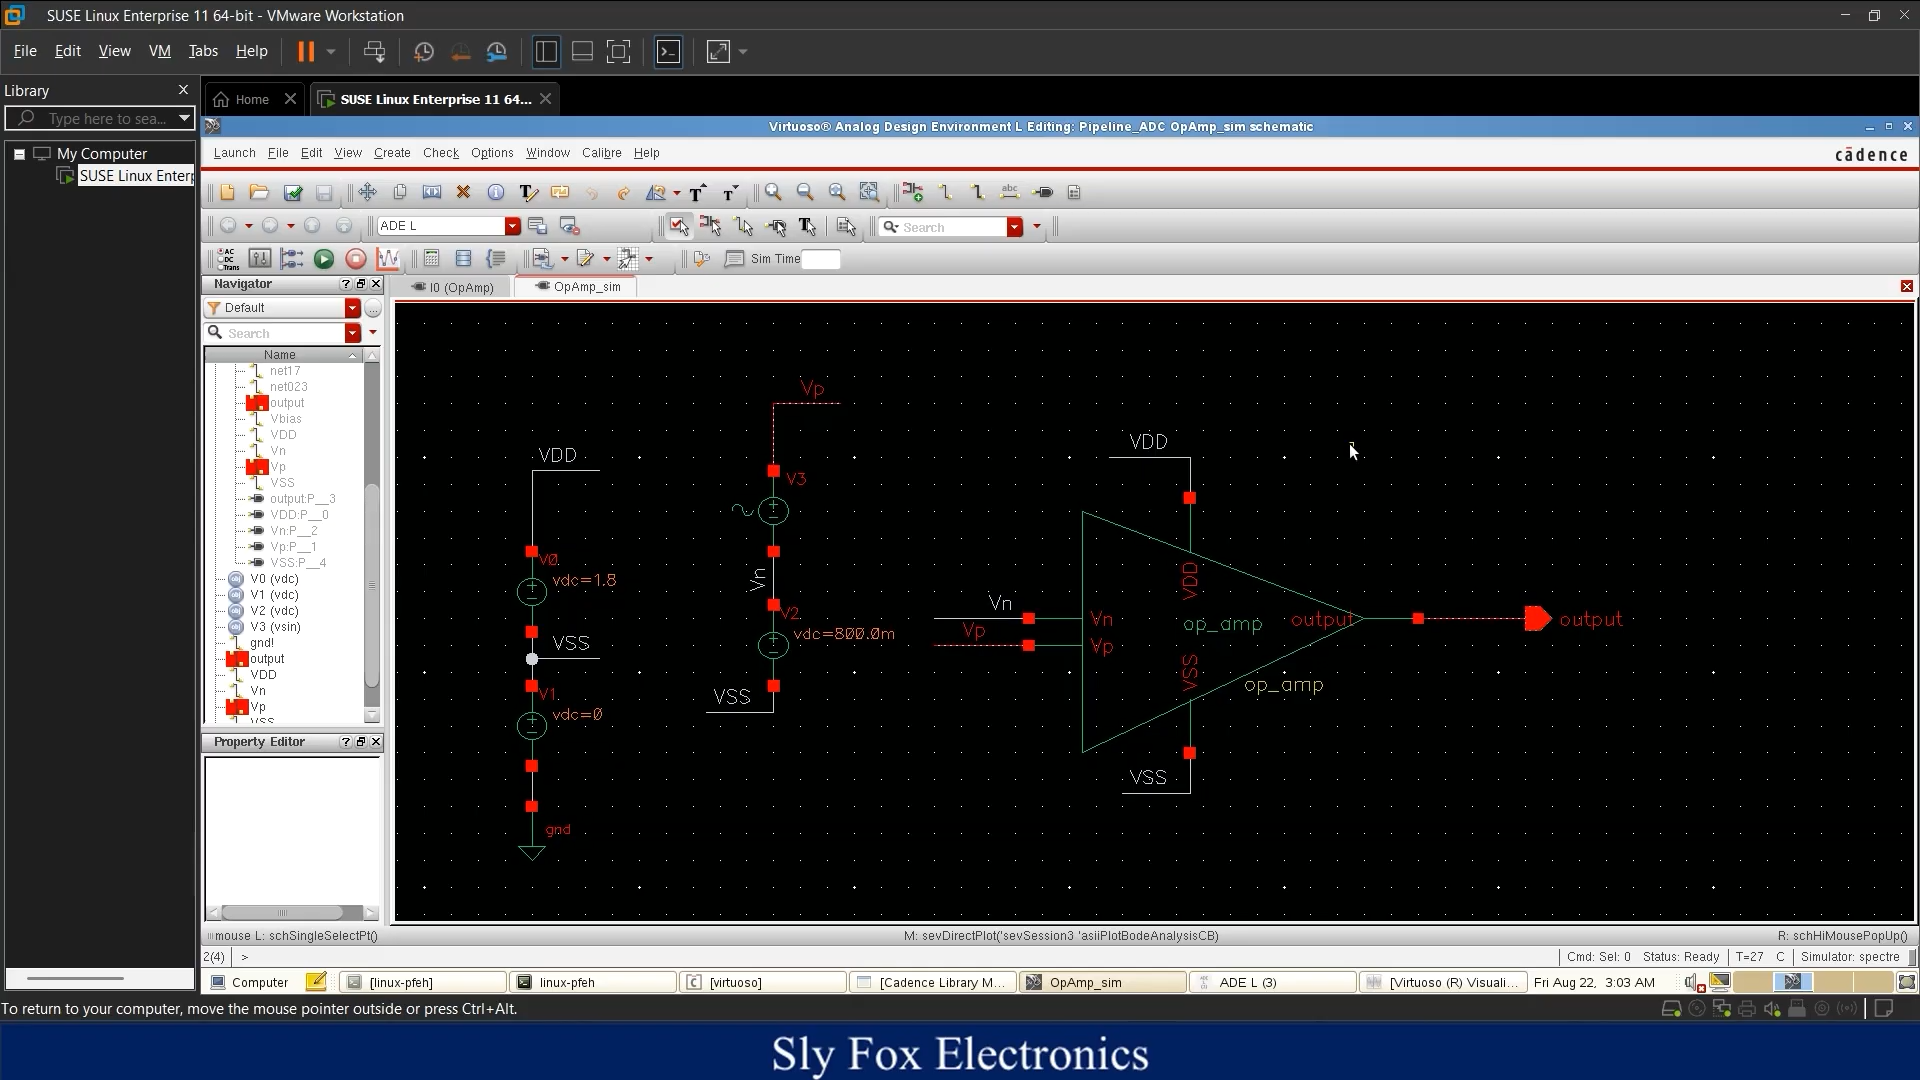 SUSE Linux Enterprise 11 64-bit - VMware Workstation
File Edit View VM Tabs Help
Library
Type here to sea...
My Computer
SUSE Linux Enterp
Home
SUSE Linux Enterprise 11 64...
Virtuoso® Analog Design Environment L Editing: Pipeline_ADC OpAmp_sim schematic
Launch File Edit View Create Check Options Window Calibre Help
cādence
ADE L
Search
AC
DC
Trans
Sim Time
Navigator
I0 (OpAmp)
OpAmp_sim
Default
Search
Name
net17
net023
output
Vbias
VDD
Vn
Vp
VSS
output:P__3
VDD:P__0
Vn:P__2
Vp:P__1
VSS:P__4
V0 (vdc)
V1 (vdc)
V2 (vdc)
V3 (vsin)
gnd!
output
VDD
Vn
Vp
VSS
Property Editor
Vp
VDD
VDD
V3
V0
vdc=1.8
Vn
V2
vdc=800.0m
VSS
V1
vdc=0
VSS
gnd
Vn
Vp
Vn
Vp
VDD
op_amp
VSS
output
output
op_amp
VSS
mouse L: schSingleSelectPt()
M: sevDirectPlot('sevSession3 'asiiPlotBodeAnalysisCB)
R: schHiMousePopUp()
2(4) >
Cmd: Sel: 0 Status: Ready T=27 C Simulator: spectre
Computer
[linux-pfeh]
linux-pfeh
[virtuoso]
[Cadence Library M...
OpAmp_sim
ADE L (3)
[Virtuoso (R) Visuali...
Fri Aug 22, 3:03 AM
To return to your computer, move the mouse pointer outside or press Ctrl+Alt.
Sly Fox Electronics